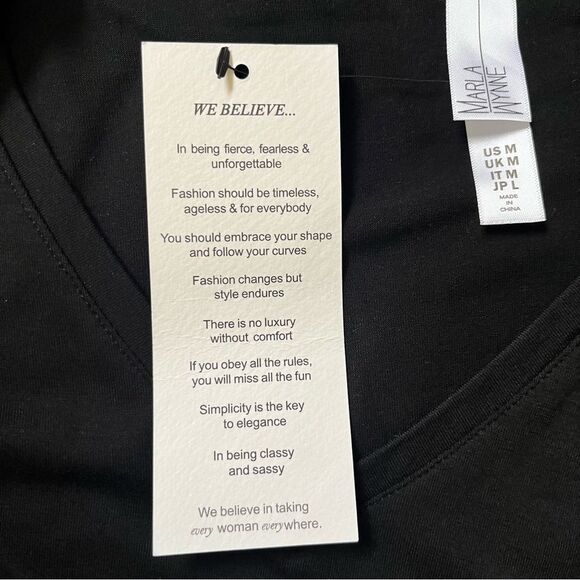 WE BELIEVE...
In being fierce, fearless &
unforgettable
Fashion should be timeless,
ageless & for everybody
You should embrace your shape
and follow your curves
Fashion changes but
style endures
There is no luxury
without comfort
If you obey all the rules,
you will miss all the fun
Simplicity is the key
to elegance
In being classy
and sassy
We believe in taking
every woman everywhere.
MARLA
WYNNE
US M
UK M
IT M
JP L
MADE
IN
CHINA